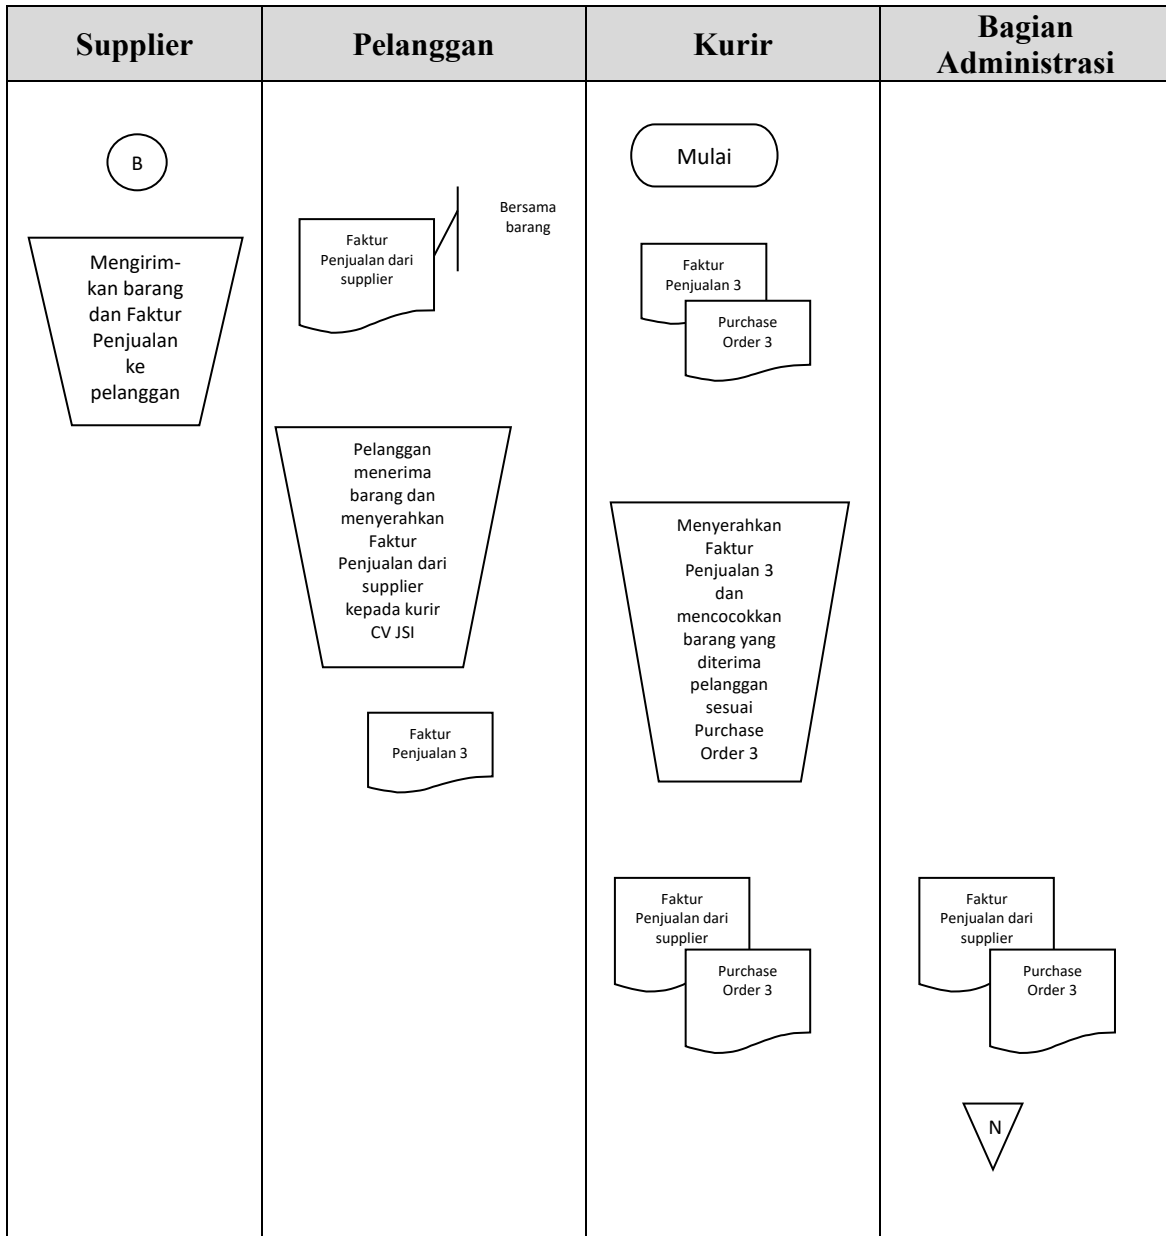 Supplier
Pelanggan
Kurir
Bagian
Administrasi
B
Mengirim-
kan barang
dan Faktur
Penjualan
ke
pelanggan
Faktur
Penjualan dari
supplier
Bersama
barang
Pelanggan
menerima
barang dan
menyerahkan
Faktur
Penjualan dari
supplier
kepada kurir
CV JSI
Faktur
Penjualan 3
Mulai
Faktur
Penjualan 3
Purchase
Order 3
Menyerahkan
Faktur
Penjualan 3
dan
mencocokkan
barang yang
diterima
pelanggan
sesuai
Purchase
Order 3
Faktur
Penjualan dari
supplier
Purchase
Order 3
Faktur
Penjualan dari
supplier
Purchase
Order 3
N